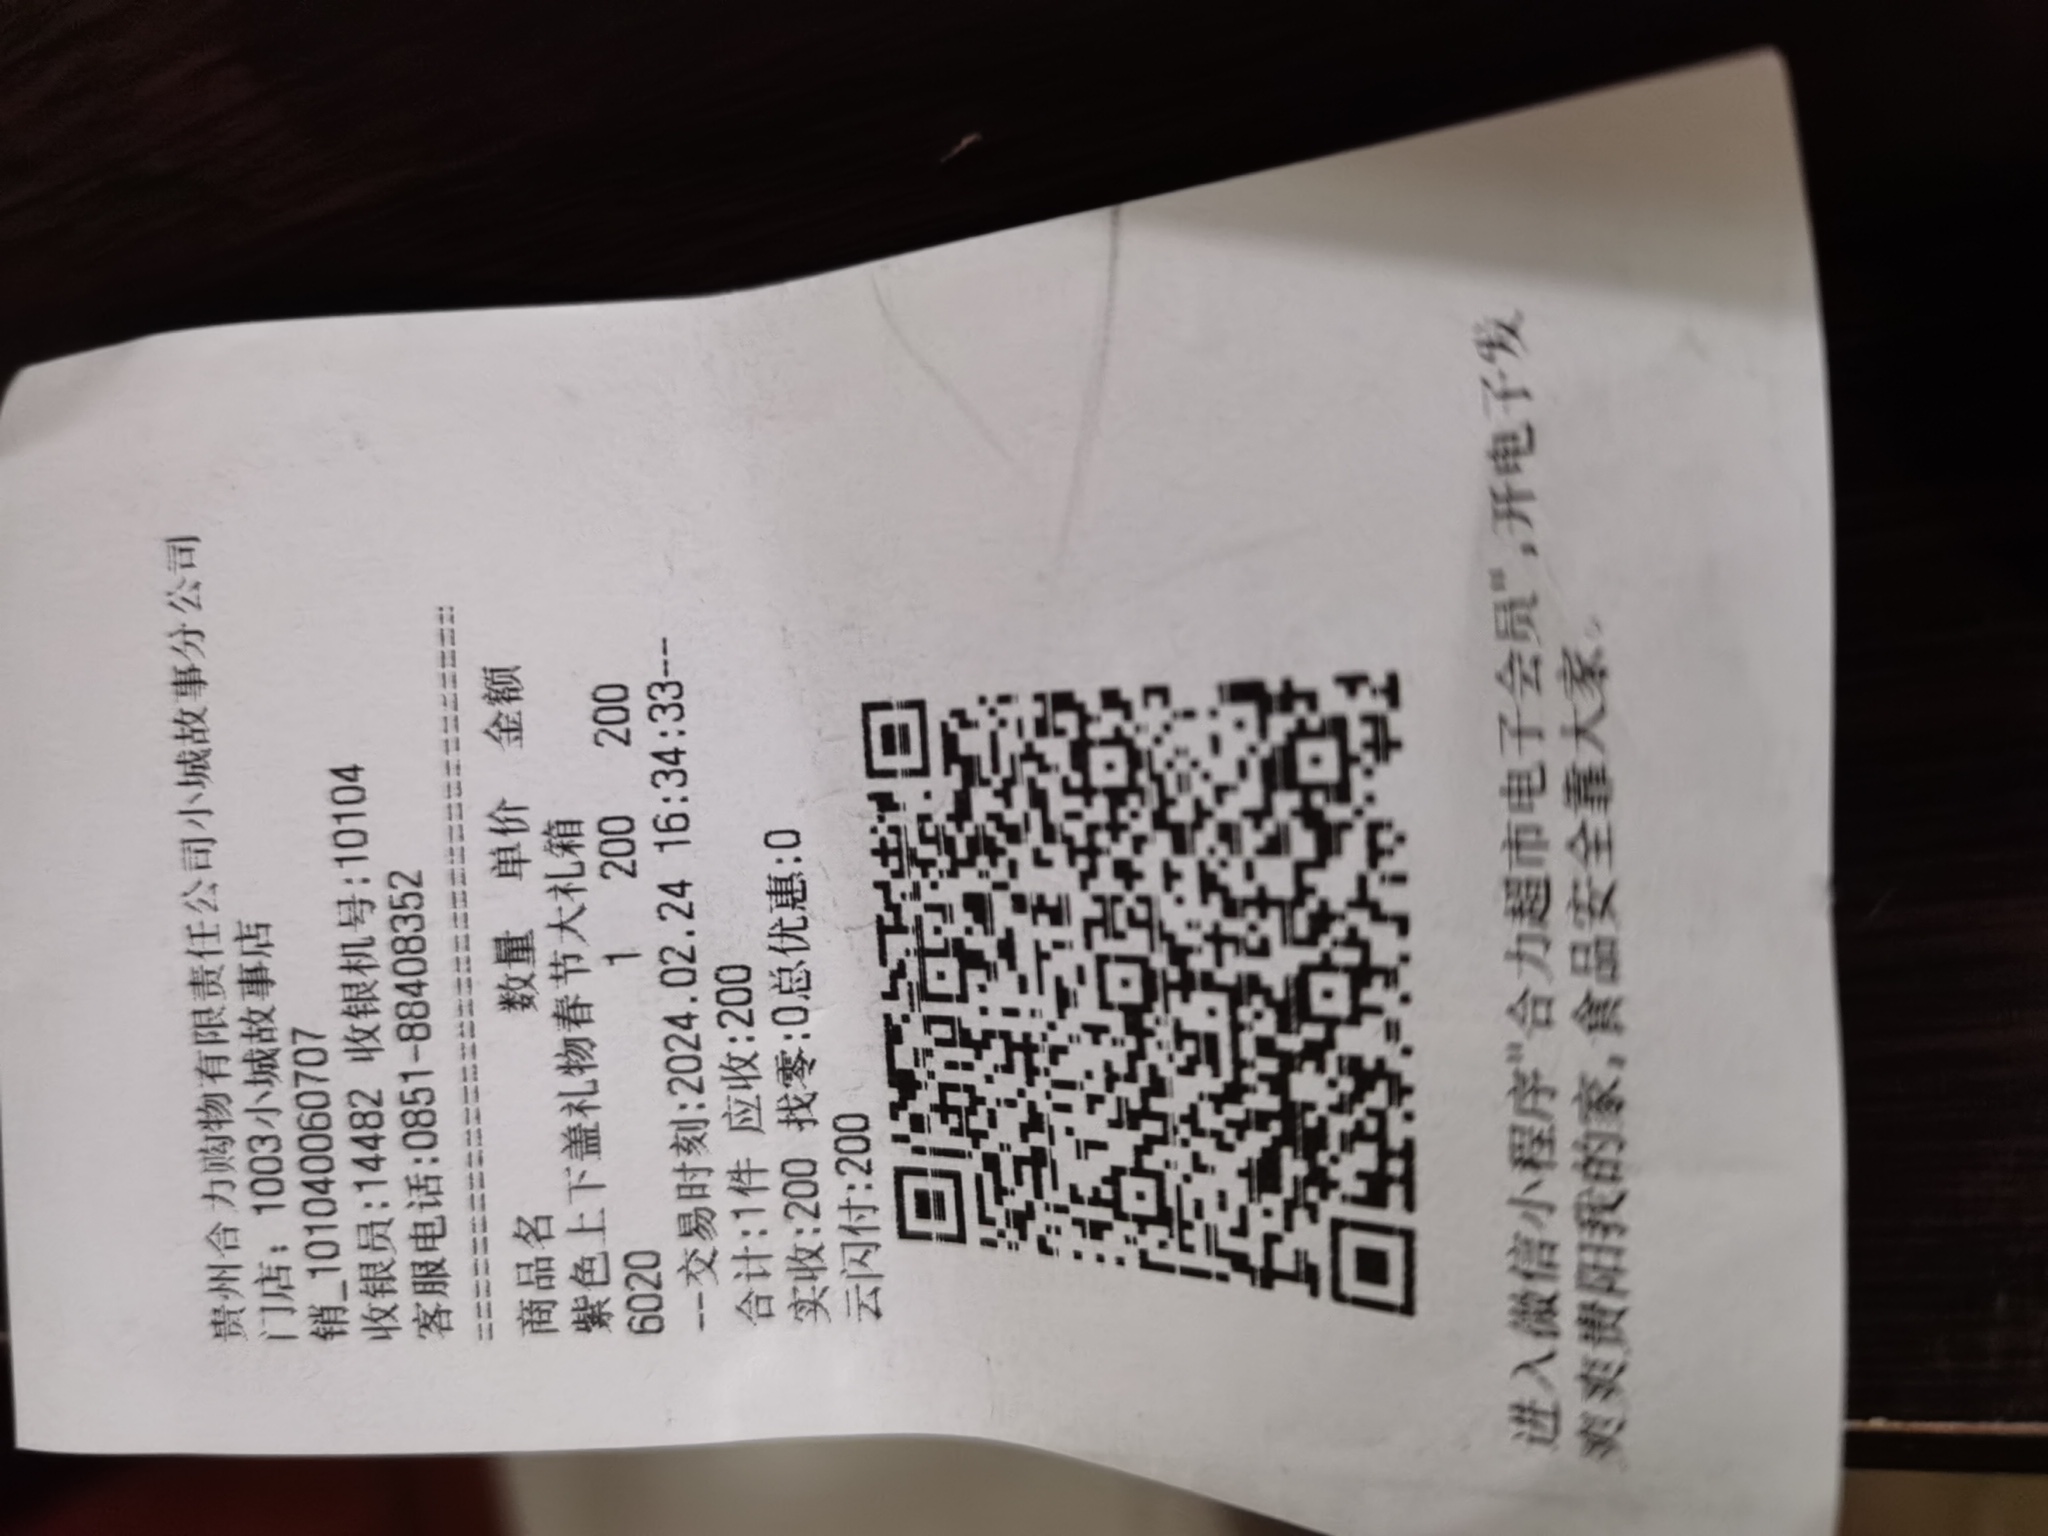 贵州合力购物有限责任公司小城故事分公司
门店: 1003小城故事店
销_101040060707
收银员:14482 收银机号:10104
客服电话:0851-88408352
========================================
商品名 数量 单价 金额
紫色上下盖礼物春节大礼箱
6020 1 200 200
--交易时刻:2024.02.24 16:34:33--
合计:1件 应收:200
实收:200 找零:0总优惠:0
云闪付:200
进入微信小程序"合力超市电子会员",开电子发
爽爽贵阳我的家，食品安全靠大家。